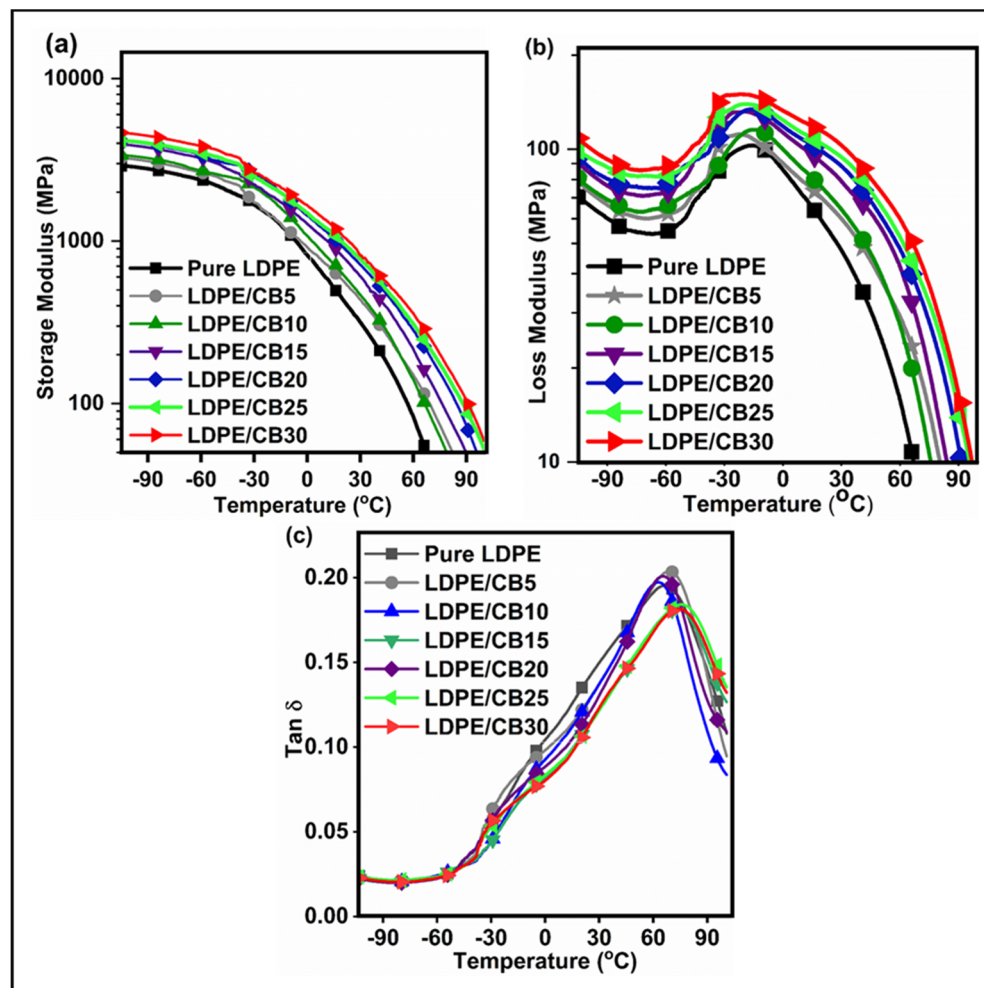 (a)
10000
1000
100
Storage Modulus (MPa)
Pure LDPE
LDPE/CB5
LDPE/CB10
LDPE/CB15
LDPE/CB20
LDPE/CB25
LDPE/CB30
-90 -60 -30 0 30 60 90
Temperature (°C)
(b)
100
10
Loss Modulus (MPa)
Pure LDPE
LDPE/CB5
LDPE/CB10
LDPE/CB15
LDPE/CB20
LDPE/CB25
LDPE/CB30
-90 -60 -30 0 30 60 90
Temperature (°C)
(c)
0.20
0.15
0.10
0.05
0.00
Tan δ
Pure LDPE
LDPE/CB5
LDPE/CB10
LDPE/CB15
LDPE/CB20
LDPE/CB25
LDPE/CB30
-90 -60 -30 0 30 60 90
Temperature (°C)